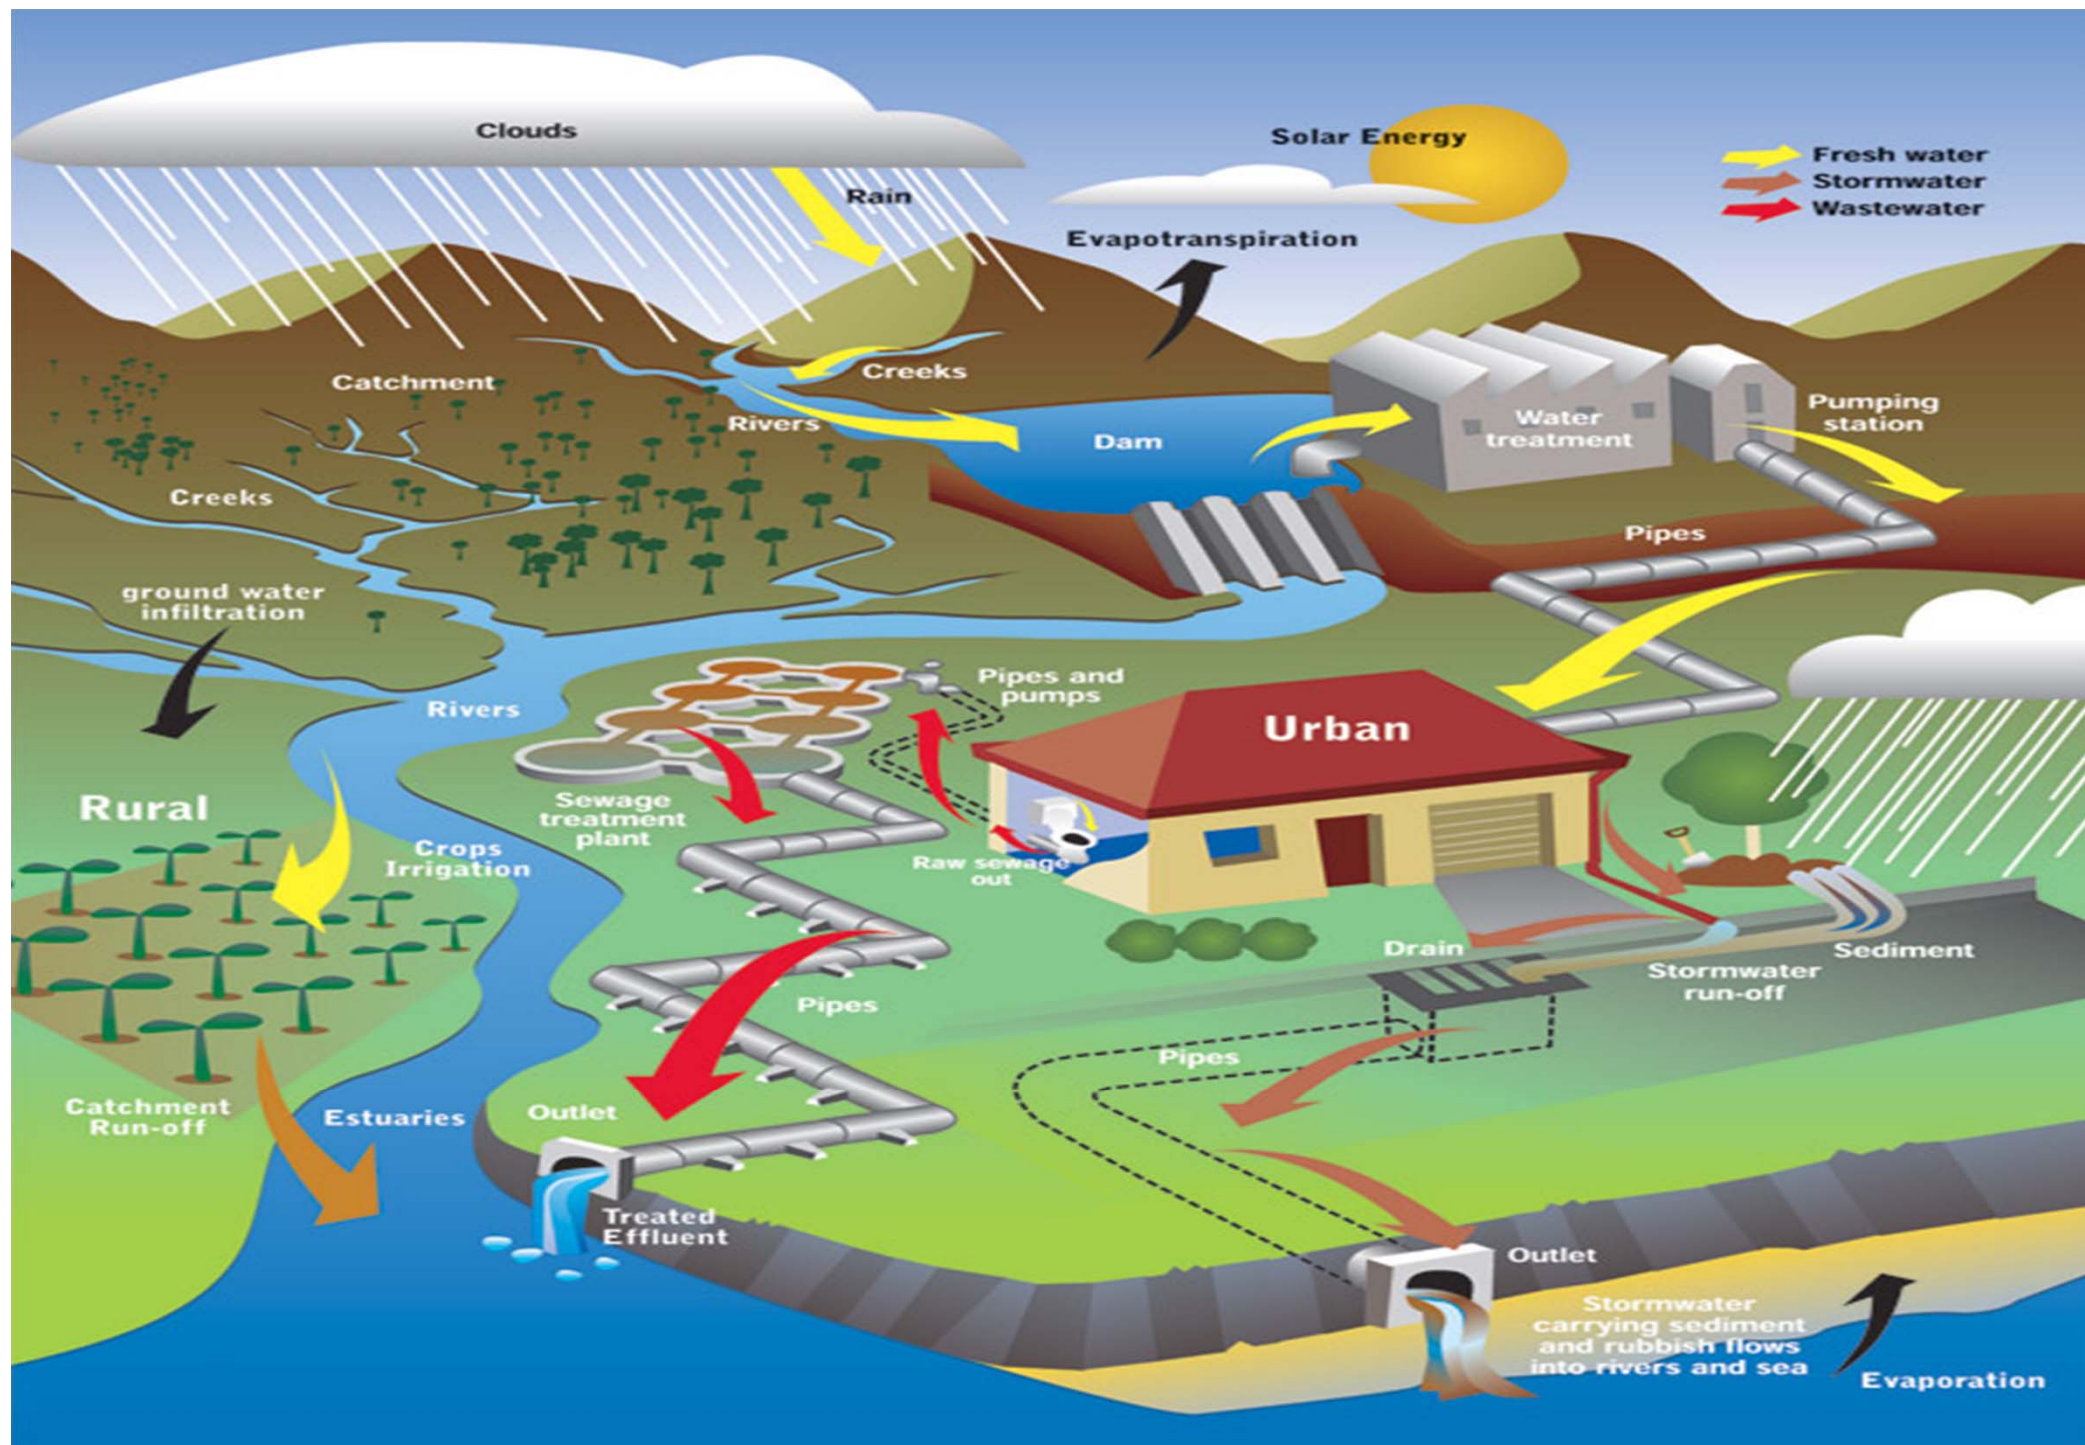 Clouds
Solar Energy
Fresh water
Stormwater
Wastewater
Rain
Evapotranspiration
Creeks
Catchment
Rivers
Dam
Water
treatment
Pumping
station
Creeks
Pipes
ground water
infiltration
Pipes and
pumps
Rivers
Urban
Rural
Sewage
treatment
plant
Crops
Irrigation
Raw sewage
out
Drain
Sediment
Stormwater
run-off
Pipes
Pipes
Catchment
Run-off
Estuaries
Outlet
Treated
Effluent
Outlet
Stormwater
carrying sediment
and rubbish flows
into rivers and sea
Evaporation